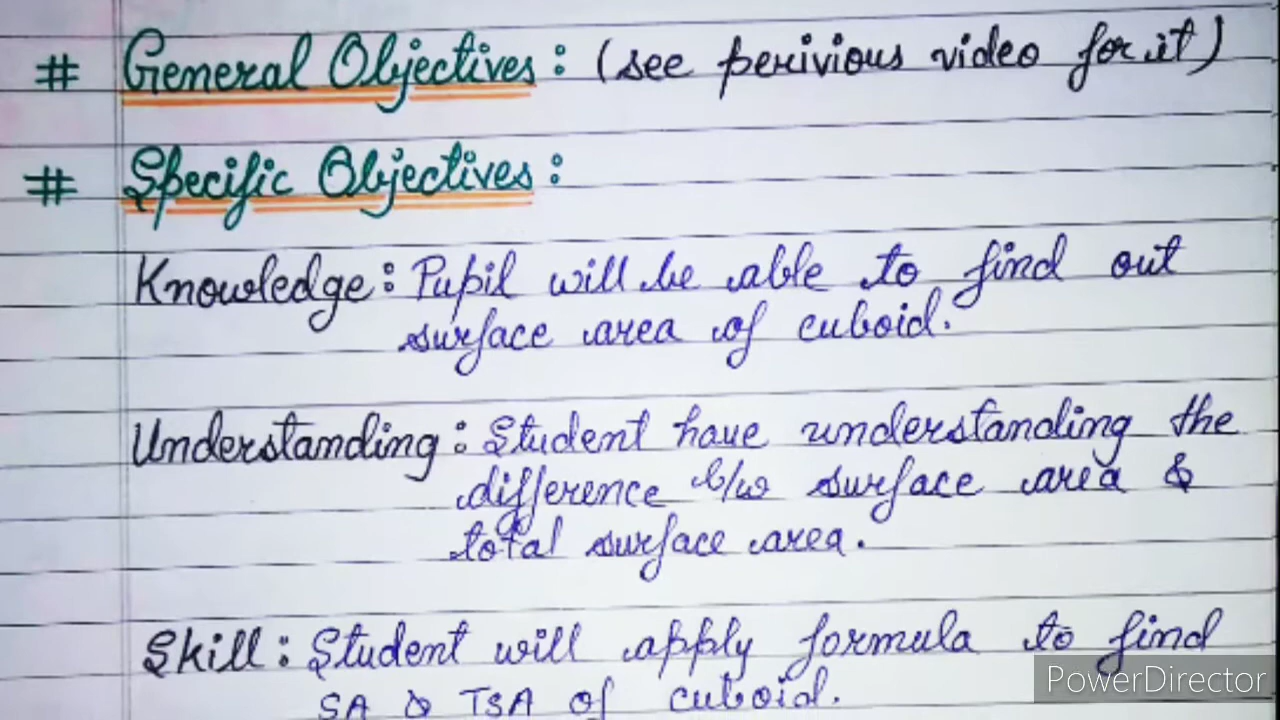 # General Objectives : (see perivious video for it)
# Specific Objectives :
Knowledge : Pupil will be able to find out
surface area of cuboid.
Understanding : Student have understanding the
difference b/w surface area &
total surface area.
Skill : Student will apply formula to find
SA & TSA of cuboid.
PowerDirector